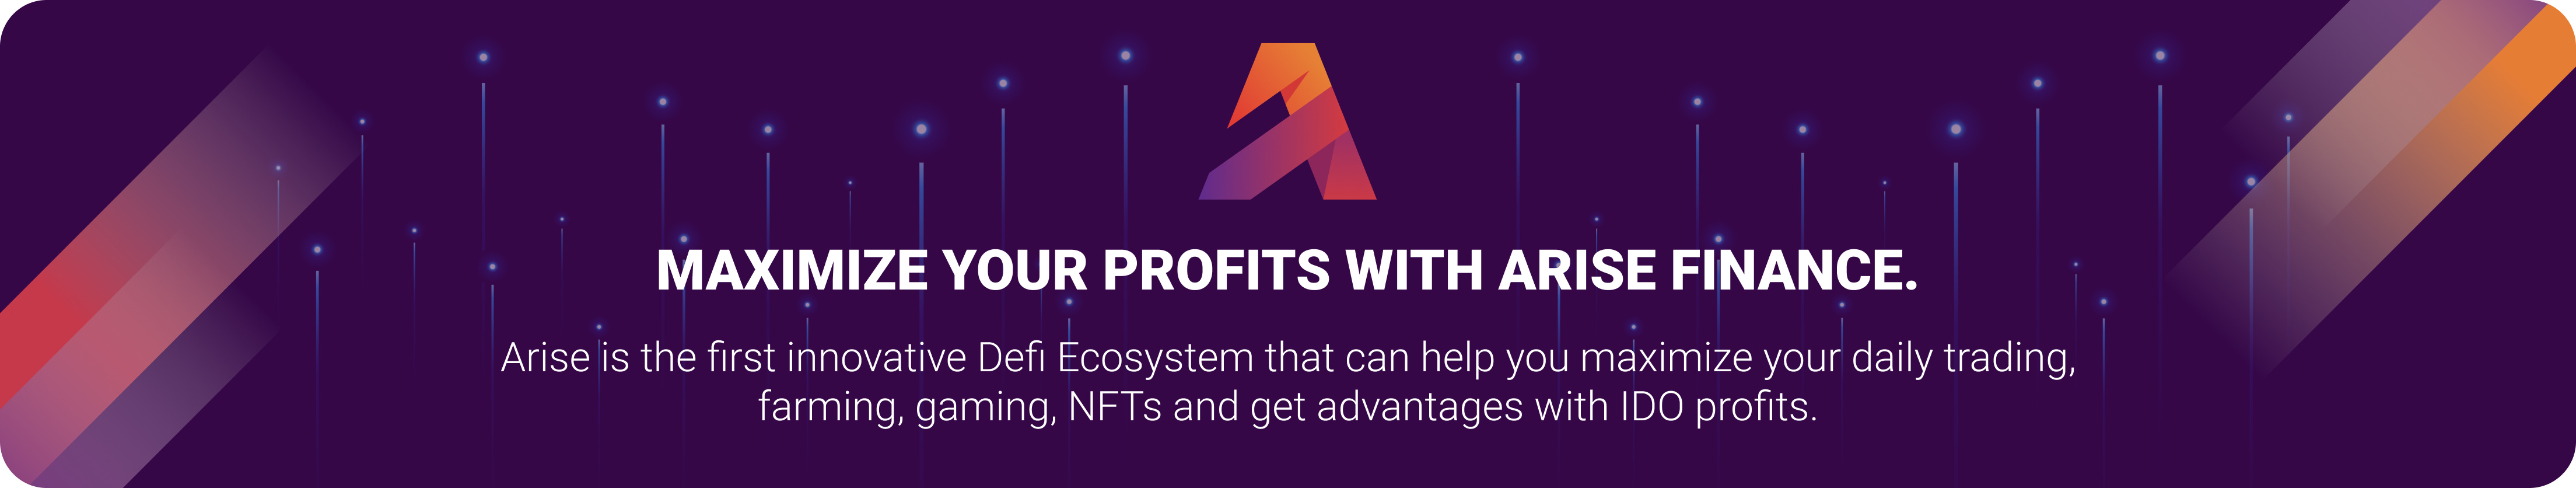 MAXIMIZE YOUR PROFITS WITH ARISE FINANCE.
Arise is the first innovative Defi Ecosystem that can help you maximize your daily trading,
farming, gaming, NFTs and get advantages with IDO profits.